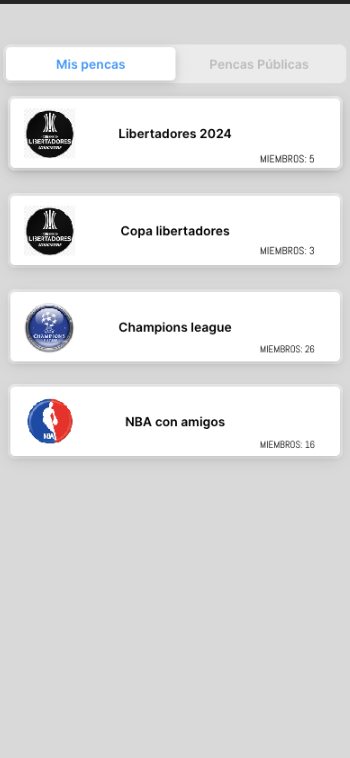 Mis pencas
Pencas Públicas
LIBERTADORES
Libertadores 2024
MIEMBROS: 5
LIBERTADORES
Copa libertadores
MIEMBROS: 3
CHAMPIONS
Champions league
MIEMBROS: 26
NBA
NBA con amigos
MIEMBROS: 16